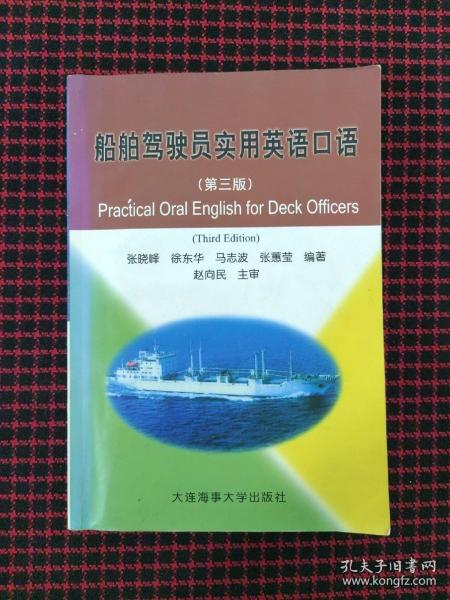 船舶驾驶员实用英语口语
（第三版）
Practical Oral English for Deck Officers
(Third Edition)
张晓峰 徐东华 马志波 张蕙莹 编著
赵向民 主审
大连海事大学出版社
孔夫子旧书网
www.kongfz.com